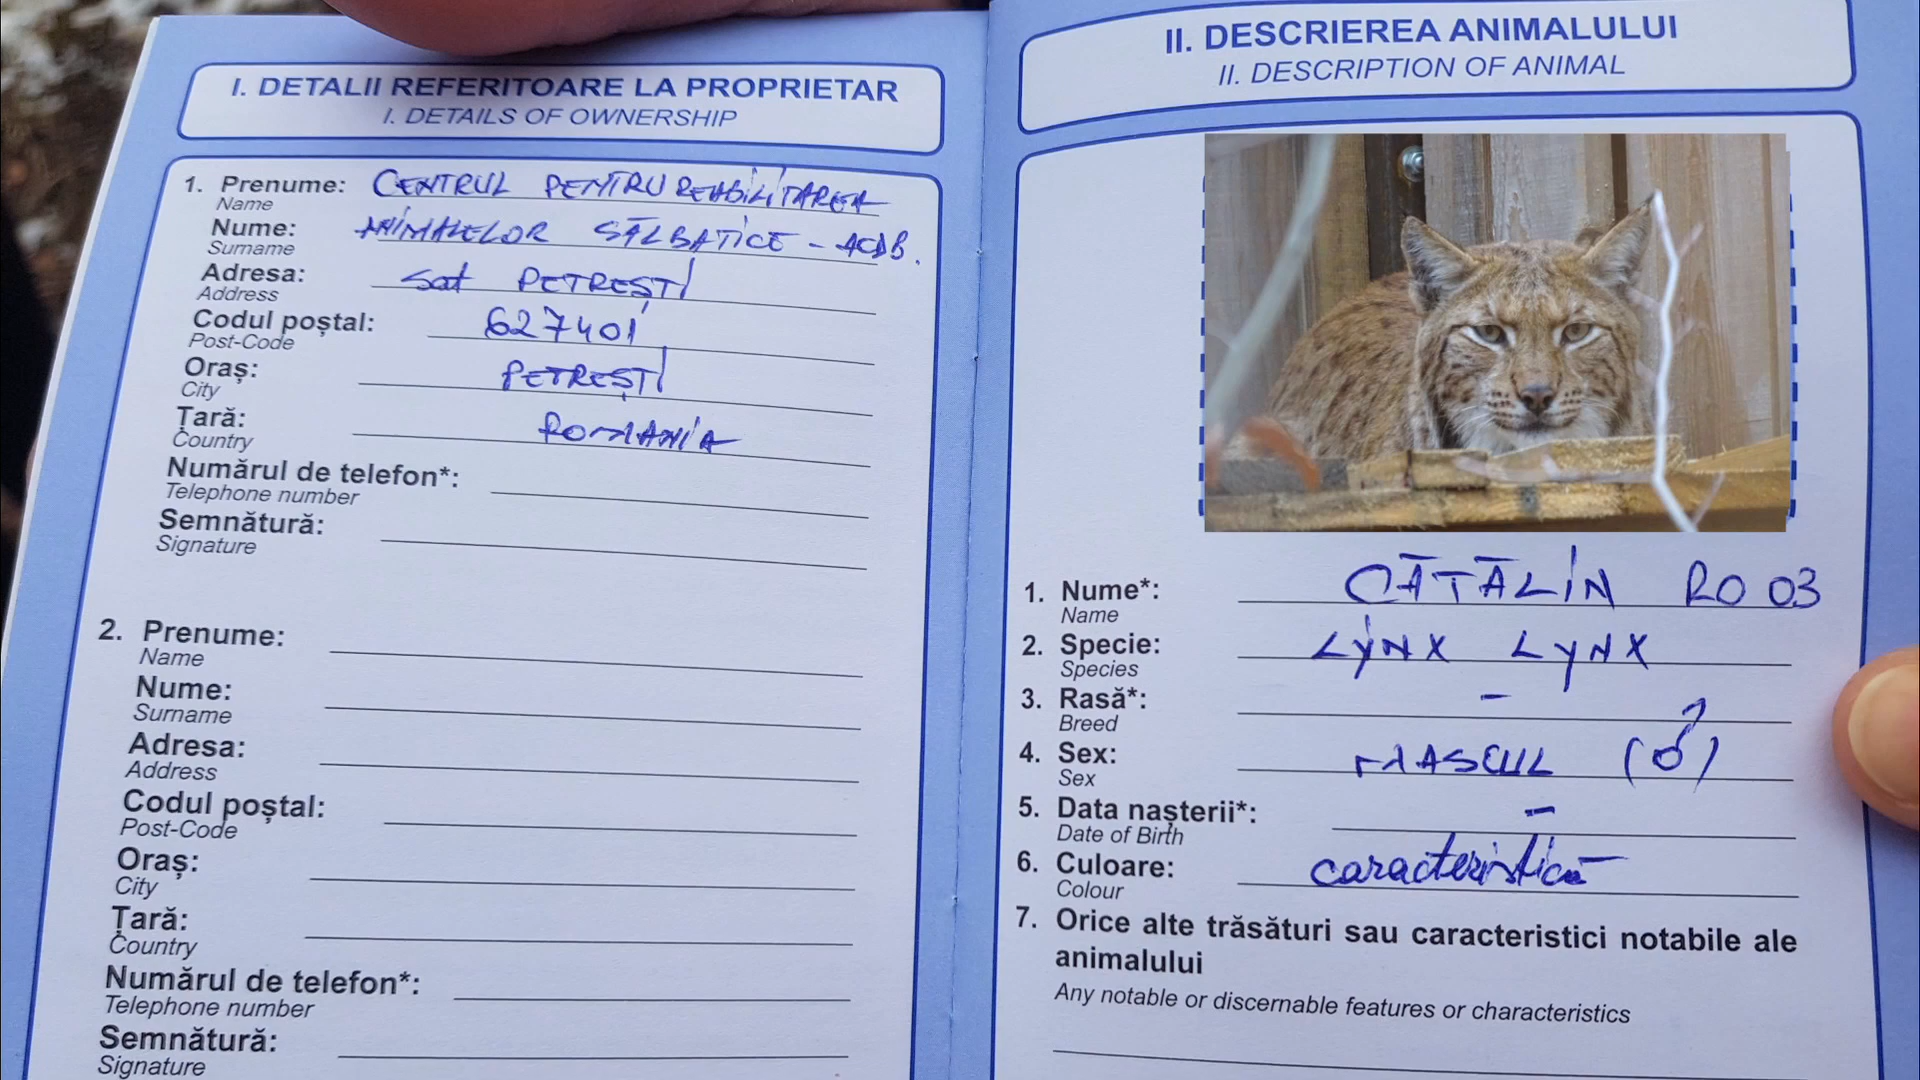 I. DETALII REFERITOARE LA PROPRIETAR
I. DETAILS OF OWNERSHIP
1. Prenume: CENTRUL PENTRU REABILITAREA
Name
Nume: ANIMALELOR SĂLBATICE - ACDB.
Surname
Adresa: sat PETREȘTI
Address
Codul poștal: 627401
Post-Code
Oraș: PETREȘTI
City
Țară: ROMANIA
Country
Numărul de telefon*:
Telephone number
Semnătură:
Signature
2. Prenume:
Name
Nume:
Surname
Adresa:
Address
Codul poștal:
Post-Code
Oraș:
City
Țară:
Country
Numărul de telefon*:
Telephone number
Semnătură:
Signature
II. DESCRIEREA ANIMALULUI
II. DESCRIPTION OF ANIMAL
1. Nume*: CĂTĂLIN RO 03
Name
2. Specie: LYNX LYNX
Species
3. Rasă*: -
Breed
4. Sex: MASCUL (♂)
Sex
5. Data nașterii*: -
Date of Birth
6. Culoare: caracteristică
Colour
7. Orice alte trăsături sau caracteristici notabile ale
animalului
Any notable or discernable features or characteristics